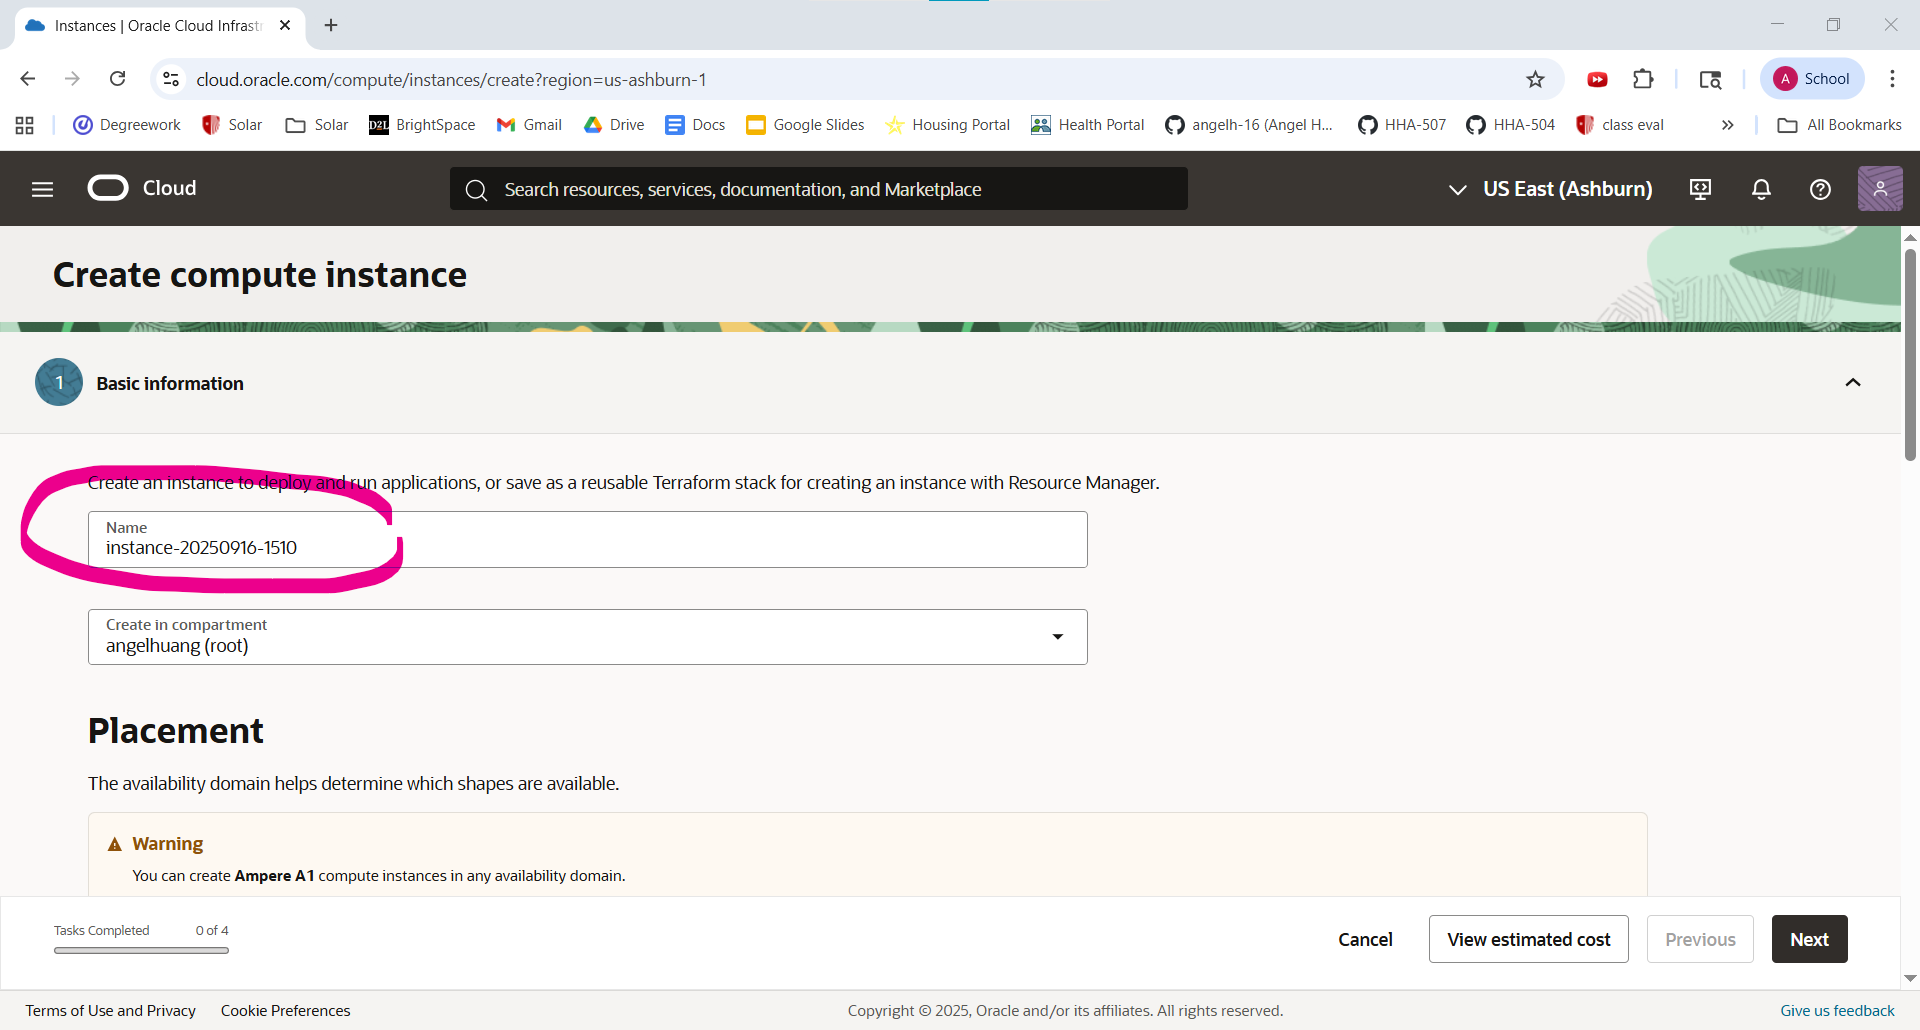 Instances | Oracle Cloud Infrastr
cloud.oracle.com/compute/instances/create?region=us-ashburn-1
A School
Degreework Solar Solar D2L BrightSpace Gmail Drive Docs Google Slides Housing Portal Health Portal angelh-16 (Angel H... HHA-507 HHA-504 class eval All Bookmarks
Cloud
Search resources, services, documentation, and Marketplace
US East (Ashburn)
Create compute instance
1 Basic information
Create an instance to deploy and run applications, or save as a reusable Terraform stack for creating an instance with Resource Manager.
Name
instance-20250916-1510
Create in compartment
angelhuang (root)
Placement
The availability domain helps determine which shapes are available.
Warning
You can create Ampere A1 compute instances in any availability domain.
Tasks Completed 0 of 4
Cancel View estimated cost Previous Next
Terms of Use and Privacy Cookie Preferences Copyright © 2025, Oracle and/or its affiliates. All rights reserved. Give us feedback